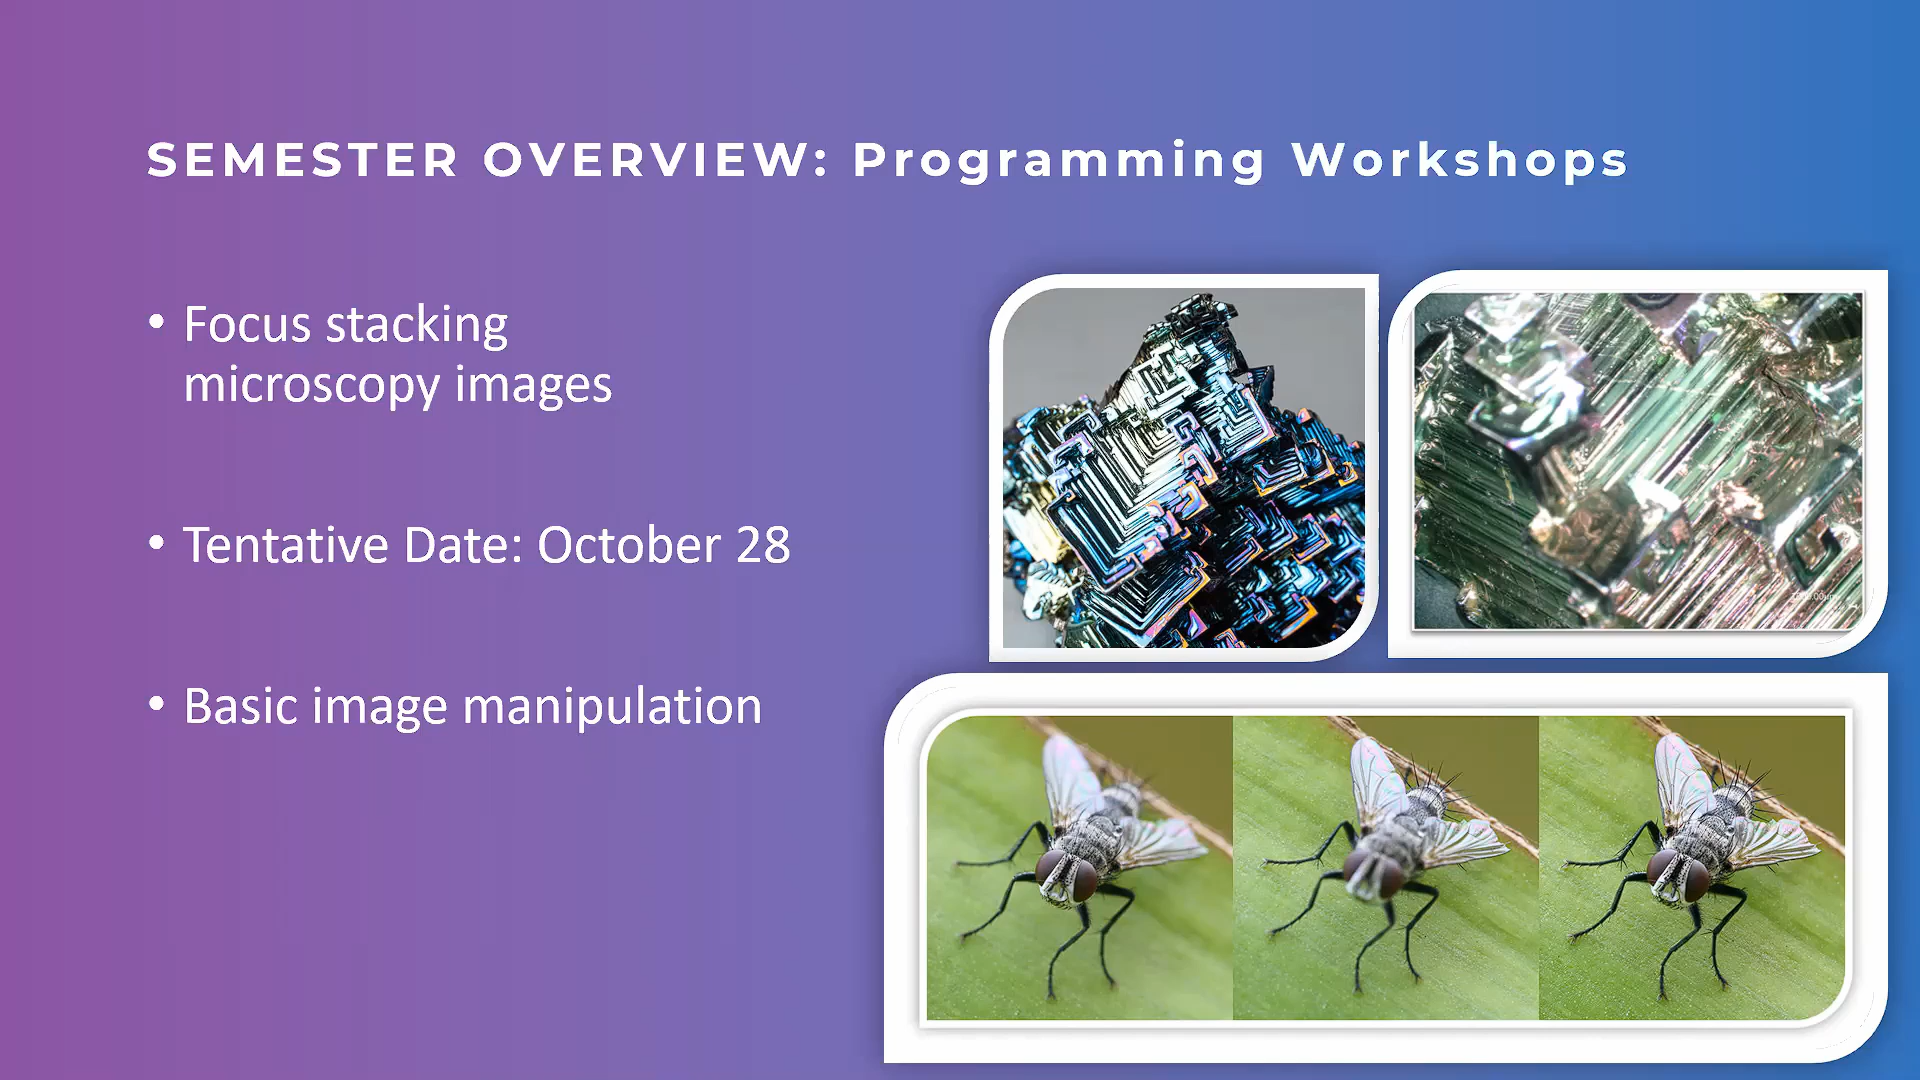 SEMESTER OVERVIEW: Programming Workshops
• Focus stacking
microscopy images
• Tentative Date: October 28
• Basic image manipulation